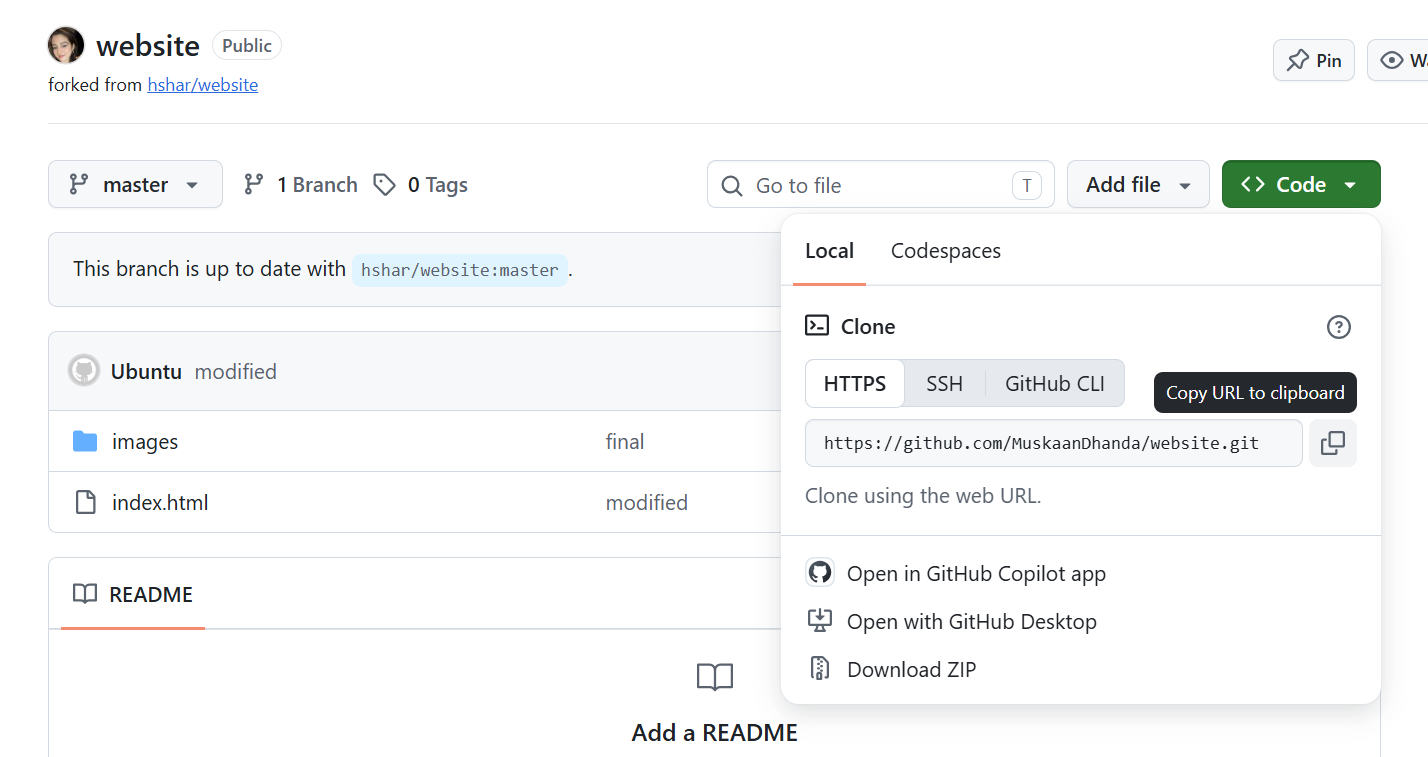 website Public
Pin
forked from hshar/website
master 1 Branch 0 Tags Go to file T Add file Code
This branch is up to date with hshar/website:master .
Ubuntu modified
images final
index.html modified
README
Add a README
Local Codespaces
Clone
HTTPS SSH GitHub CLI
Copy URL to clipboard
https://github.com/MuskaanDhanda/website.git
Clone using the web URL.
Open in GitHub Copilot app
Open with GitHub Desktop
Download ZIP